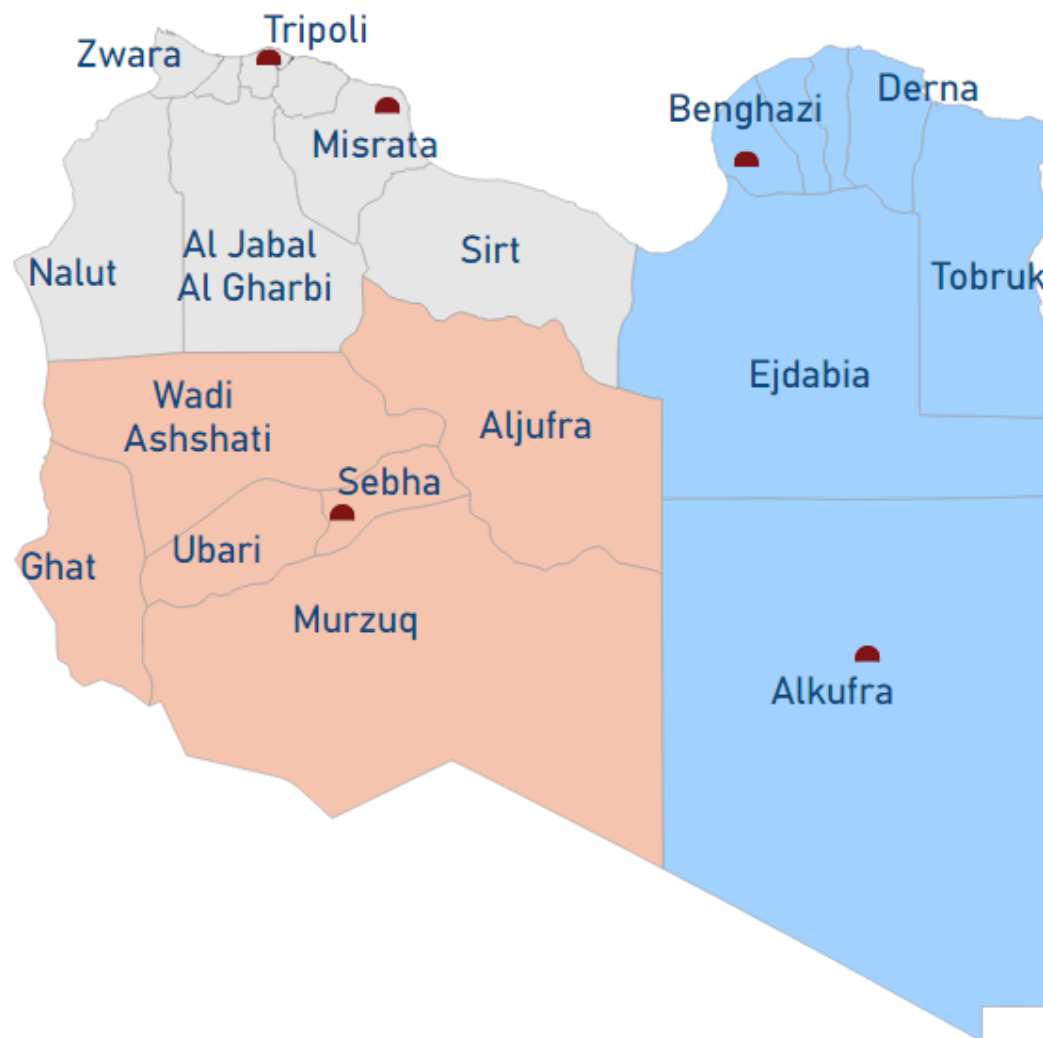 Tripoli
Zwara
Derna
Benghazi
Misrata
Al Jabal
Al Gharbi
Sirt
Nalut
Tobruk
Ejdabia
Wadi
Ashshati
Aljufra
Sebha
Ubari
Ghat
Murzuq
Alkufra